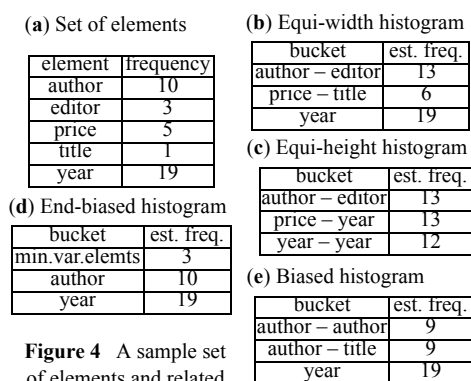 (a) Set of elements
element frequency
author 10
editor 3
price 5
title 1
year 19
(d) End-biased histogram
bucket est. freq.
min.var.elemts 3
author 10
year 19
Figure 4 A sample set
of elements and related
(b) Equi-width histogram
bucket est. freq.
author – editor 13
price – title 6
year 19
(c) Equi-height histogram
bucket est. freq.
author – editor 13
price – year 13
year – year 12
(e) Biased histogram
bucket est. freq.
author – author 9
author – title 9
year 19